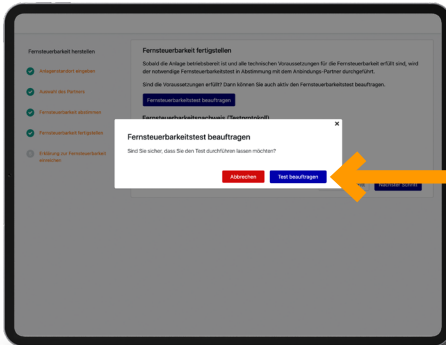 Fernsteuerbarkeit herstellen
Anlagenstandort eingeben
Auswahl des Partners
Fernsteuerbarkeit abstimmen
Fernsteuerbarkeit fertigstellen
Erklärung zur Fernsteuerbarkeit
einreichen
Fernsteuerbarkeit fertigstellen
Sobald die Anlage betriebsbereit ist und alle technischen Voraussetzungen für die Fernsteuerbarkeit erfüllt sind, wird
der notwendige Fernsteuerbarkeitstest in Abstimmung mit dem Anbindungs-Partner durchgeführt.
Sind die Voraussetzungen erfüllt? Dann können Sie auch aktiv den Fernsteuerbarkeitstest beauftragen.
Fernsteuerbarkeitstest beauftragen
Fernsteuerbarkeitsnachweis (Testprotokoll)
Fernsteuerbarkeitstest beauftragen
Sind Sie sicher, dass Sie den Test durchführen lassen möchten?
Abbrechen
Test beauftragen
Nächster Schritt